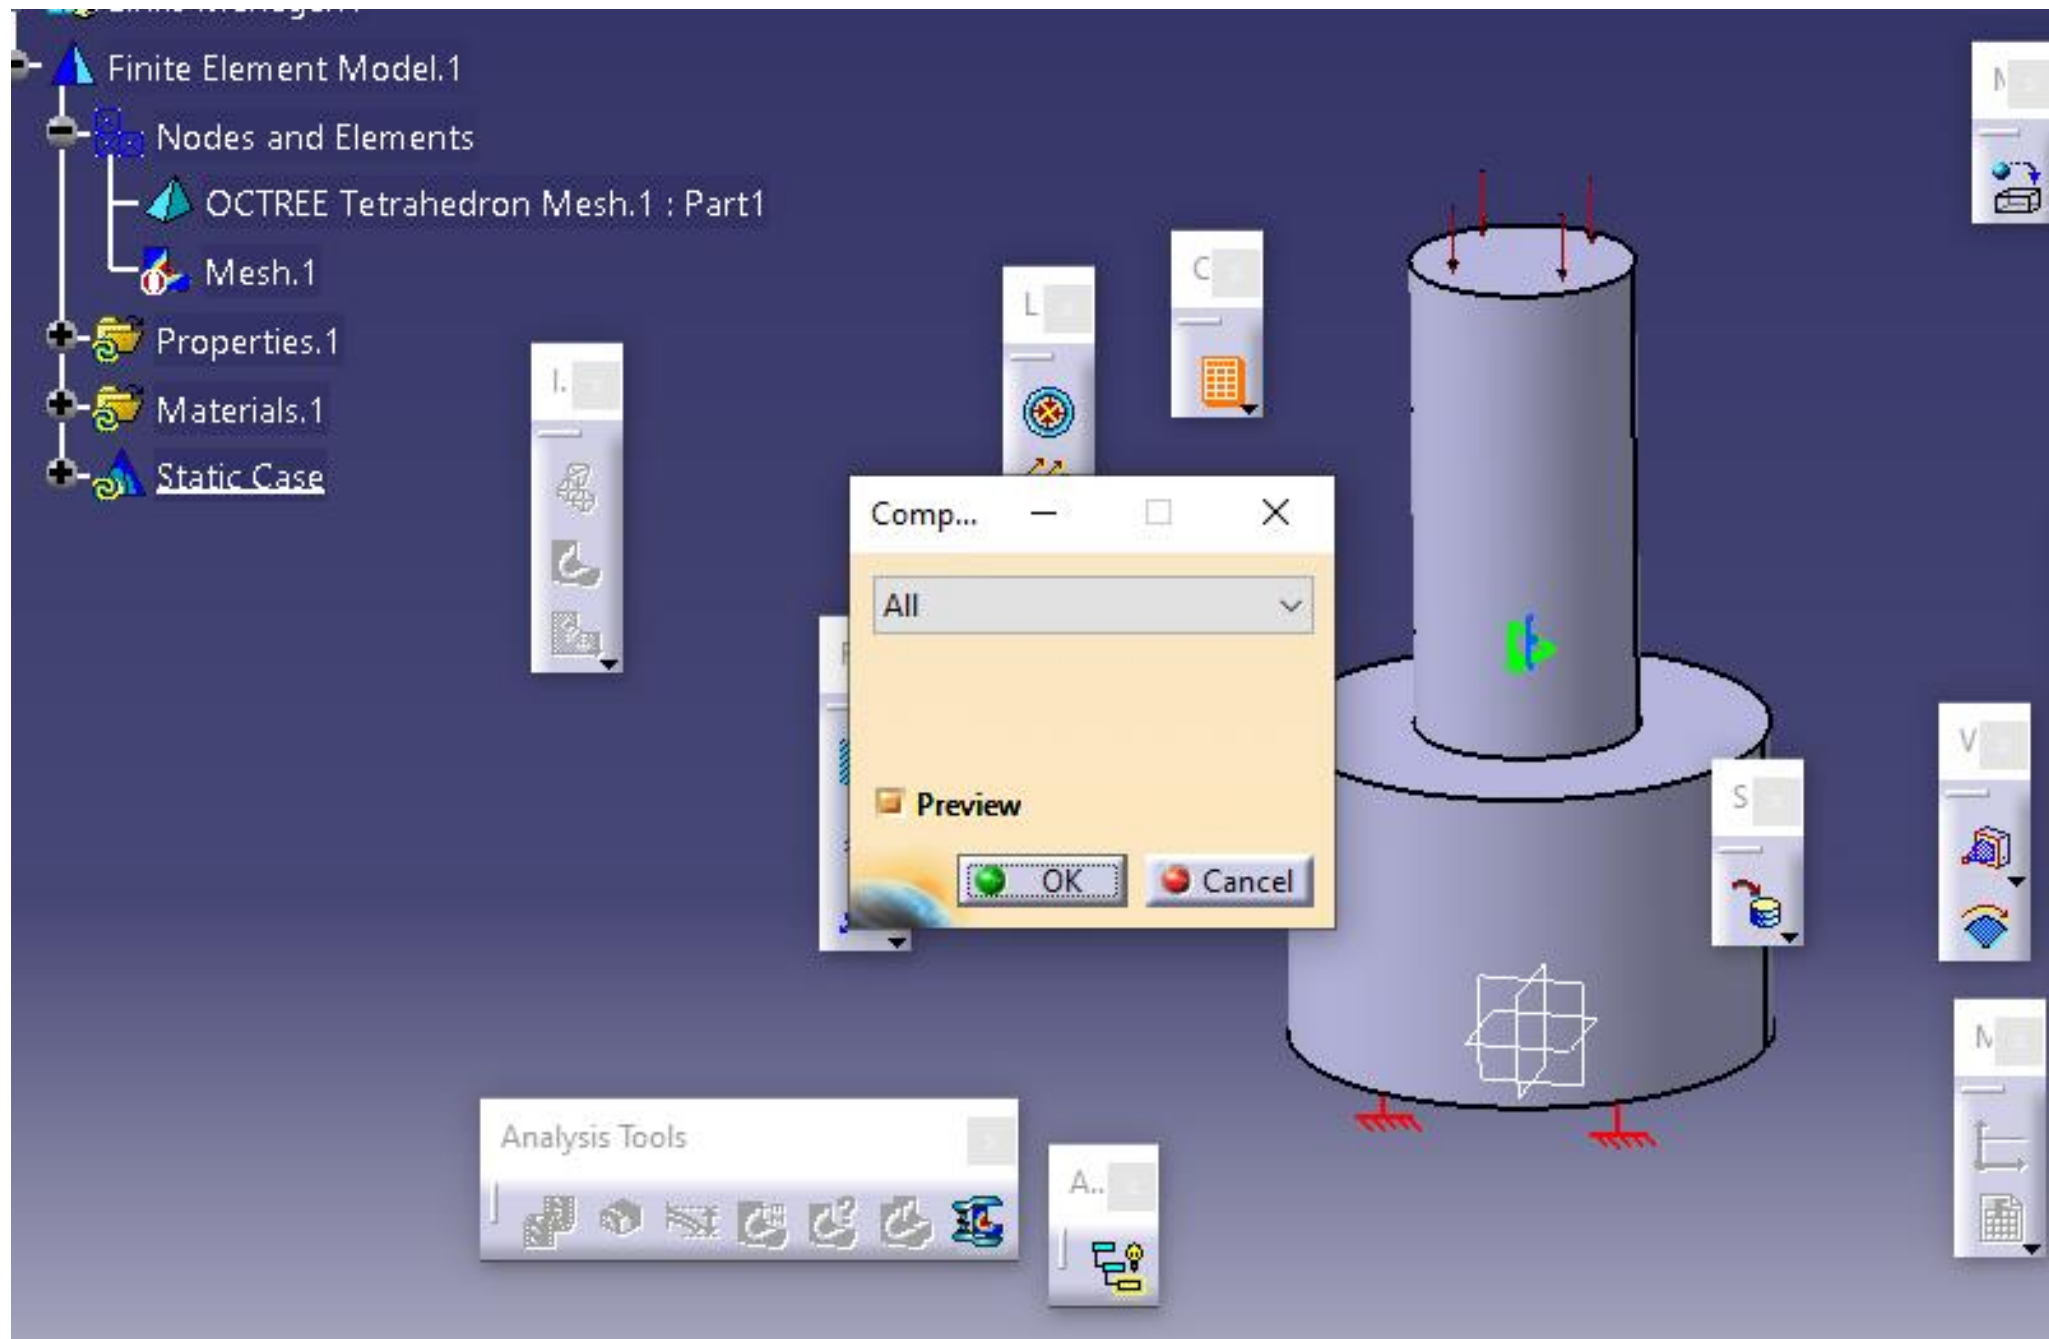 Finite Element Model.1
Nodes and Elements
OCTREE Tetrahedron Mesh.1 : Part1
Mesh.1
Properties.1
Materials.1
Static Case
I.
L
C
Comp...
All
Preview
OK
Cancel
S
V
Analysis Tools
A..